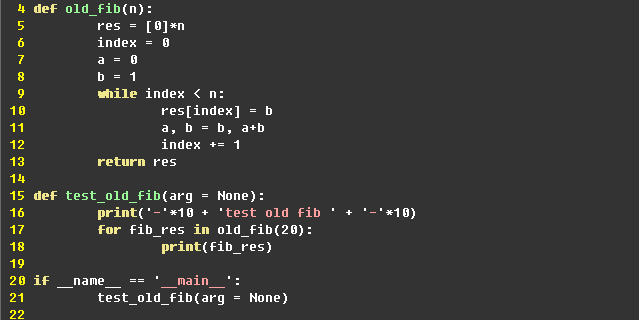 4 def old_fib(n):
5         res = [0]*n
6         index = 0
7         a = 0
8         b = 1
9         while index < n:
10                 res[index] = b
11                 a, b = b, a+b
12                 index += 1
13         return res
14
15 def test_old_fib(arg = None):
16         print('-'*10 + 'test old fib ' + '-'*10)
17         for fib_res in old_fib(20):
18                 print(fib_res)
19
20 if __name__ == '__main__':
21         test_old_fib(arg = None)
22